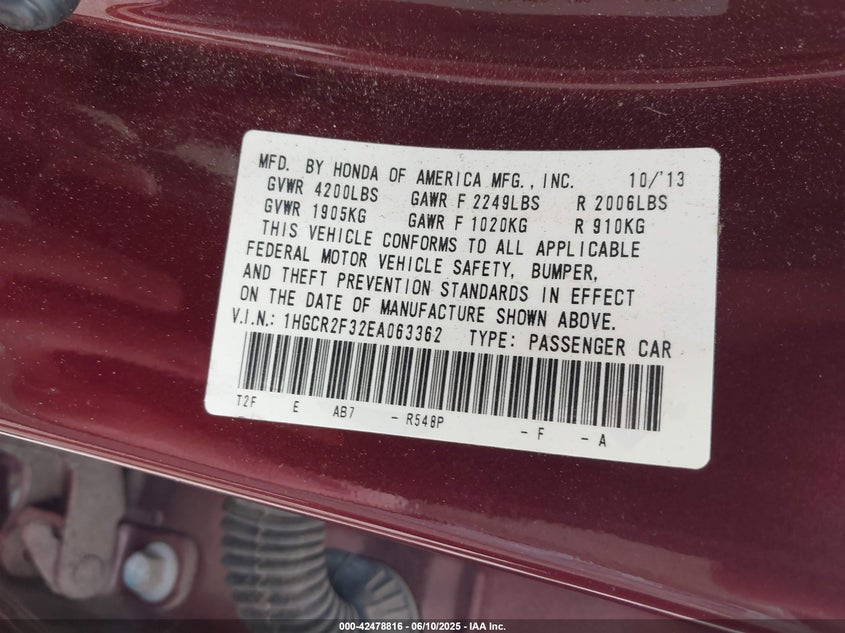 MFD. BY HONDA OF AMERICA MFG., INC. 10/'13
GVWR 4200LBS GAWR F 2249LBS R 2006LBS
GVWR 1905KG GAWR F 1020KG R 910KG
THIS VEHICLE CONFORMS TO ALL APPLICABLE
FEDERAL MOTOR VEHICLE SAFETY, BUMPER,
AND THEFT PREVENTION STANDARDS IN EFFECT
ON THE DATE OF MANUFACTURE SHOWN ABOVE.
V.I.N.: 1HGCR2F32EA063362 TYPE: PASSENGER CAR
T2F E AB7 - R548P - F - A
000-42478816 - 06/10/2025 - IAA Inc.